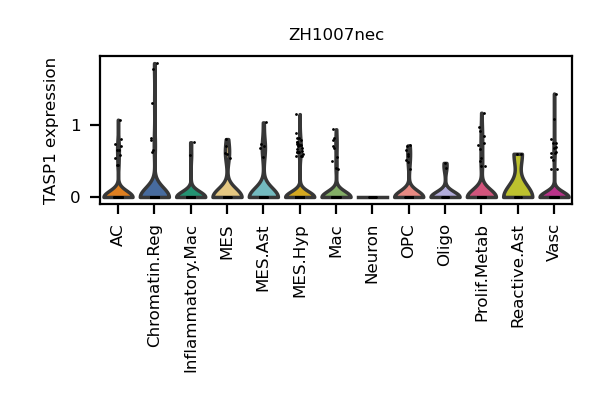 ZH1007nec
TASP1 expression
1
0
AC
Chromatin.Reg
Inflammatory.Mac
MES
MES.Ast
MES.Hyp
Mac
Neuron
OPC
Oligo
Prolif.Metab
Reactive.Ast
Vasc